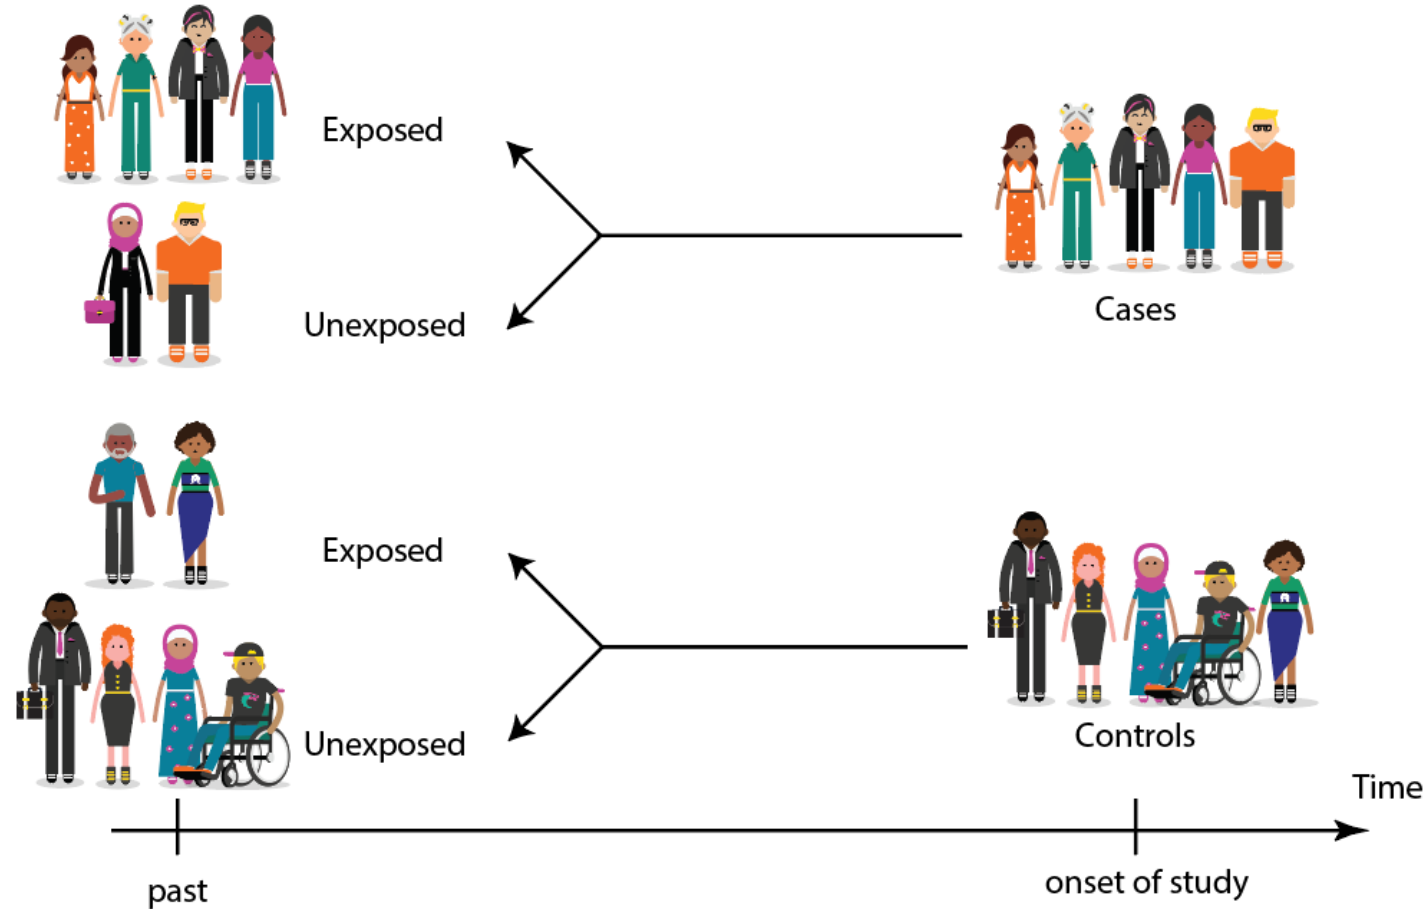 Exposed
Unexposed
Cases
Exposed
Unexposed
Controls
Time
past
onset of study